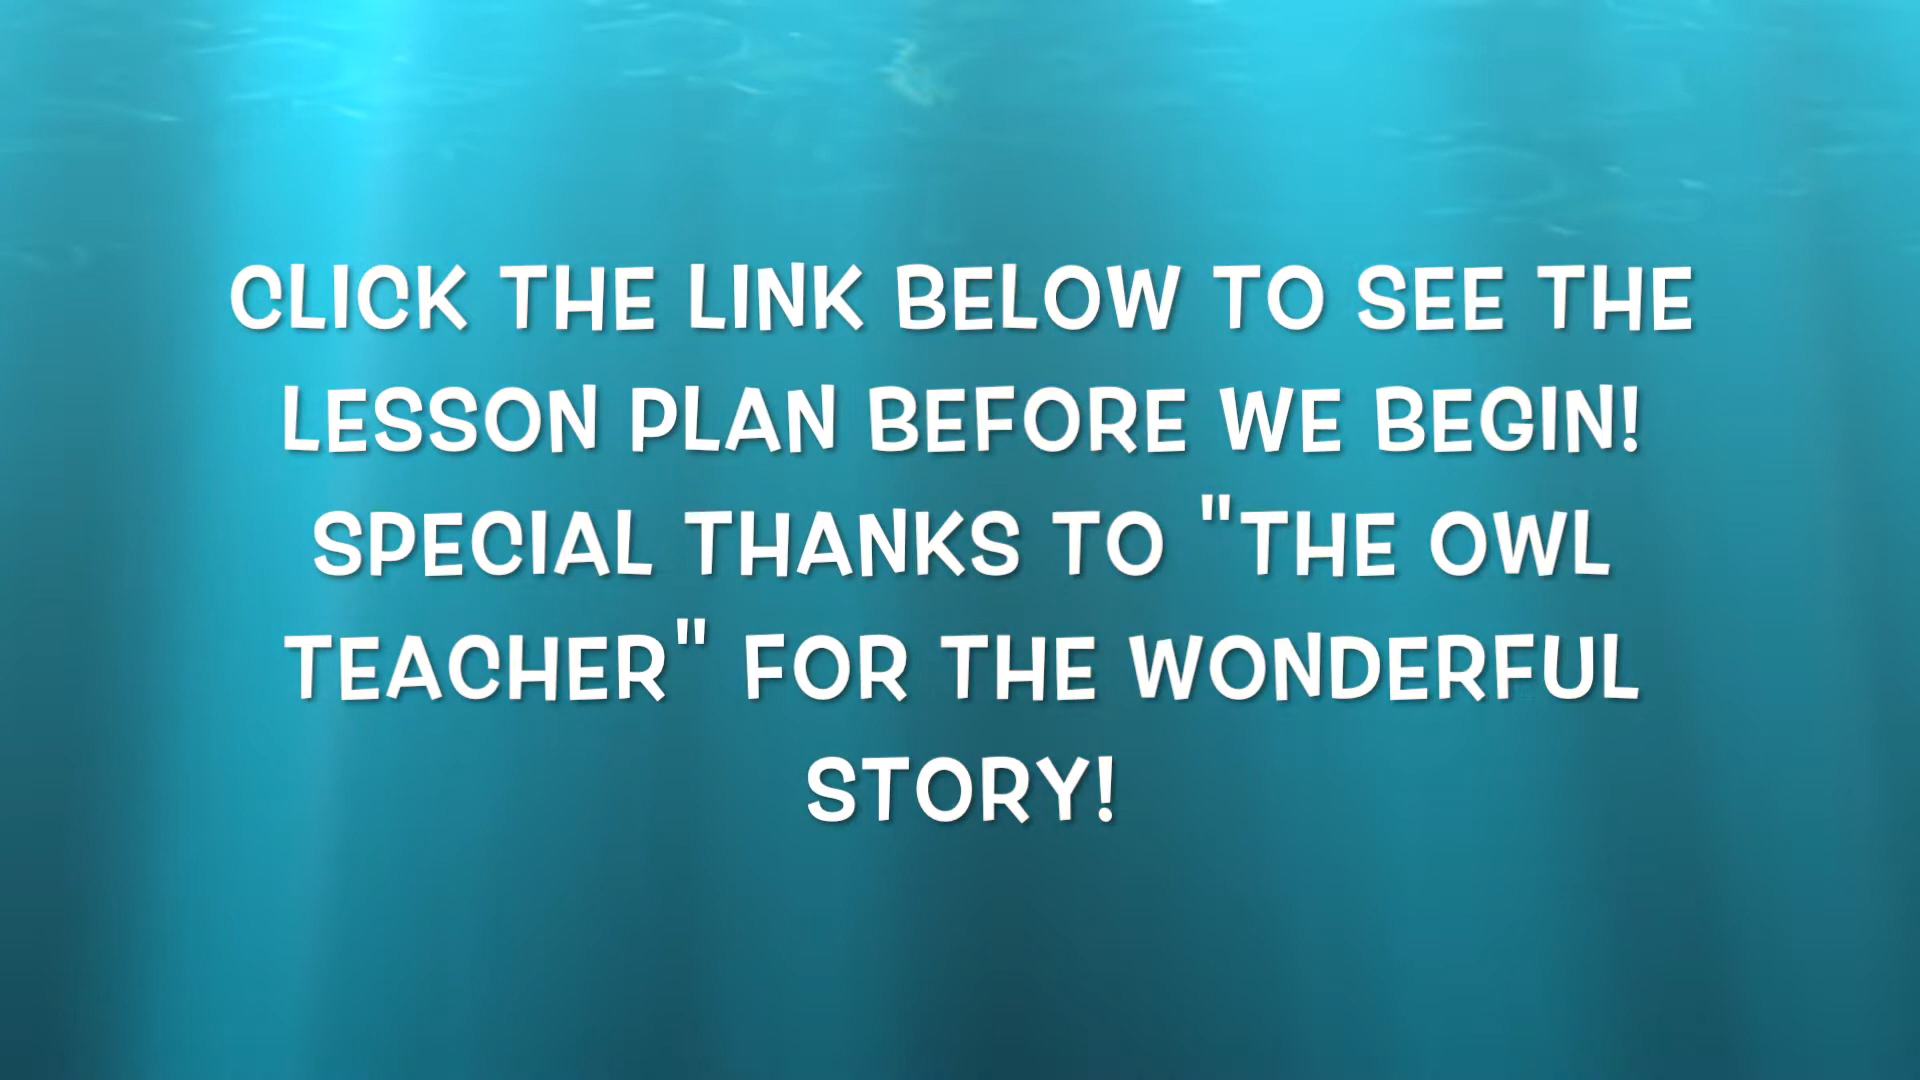 CLICK THE LINK BELOW TO SEE THE
LESSON PLAN BEFORE WE BEGIN!
SPECIAL THANKS TO "THE OWL
TEACHER" FOR THE WONDERFUL
STORY!